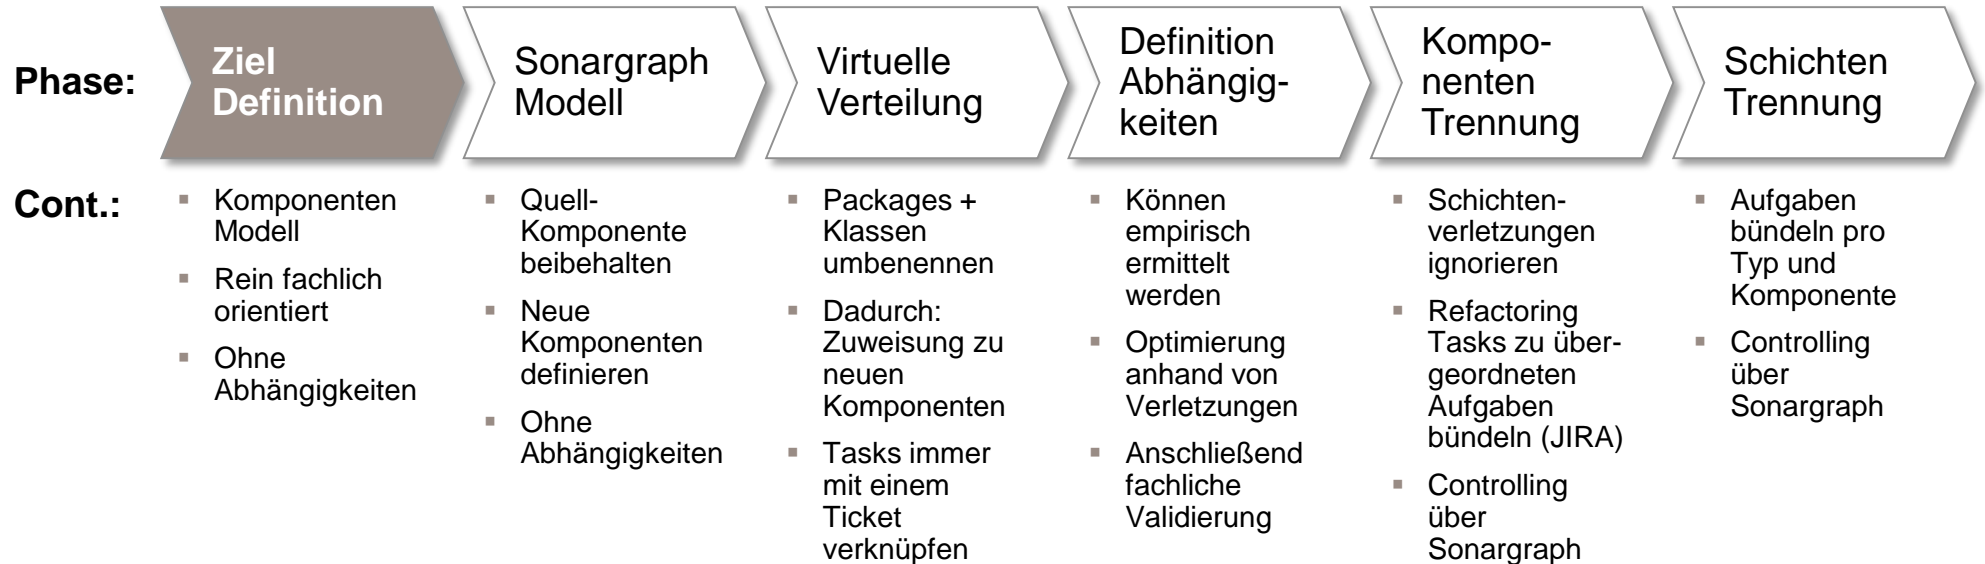 Phase:
Ziel
Definition
Sonargraph
Modell
Virtuelle
Verteilung
Definition
Abhängig-
keiten
Kompo-
nenten
Trennung
Schichten
Trennung
Cont.:
▪ Komponenten
Modell
▪ Rein fachlich
orientiert
▪ Ohne
Abhängigkeiten
▪ Quell-
Komponente
beibehalten
▪ Neue
Komponenten
definieren
▪ Ohne
Abhängigkeiten
▪ Packages +
Klassen
umbenennen
▪ Dadurch:
Zuweisung zu
neuen
Komponenten
▪ Tasks immer
mit einem
Ticket
verknüpfen
▪ Können
empirisch
ermittelt
werden
▪ Optimierung
anhand von
Verletzungen
▪ Anschließend
fachliche
Validierung
▪ Schichten-
verletzungen
ignorieren
▪ Refactoring
Tasks zu über-
geordneten
Aufgaben
bündeln (JIRA)
▪ Controlling
über
Sonargraph
▪ Aufgaben
bündeln pro
Typ und
Komponente
▪ Controlling
über
Sonargraph